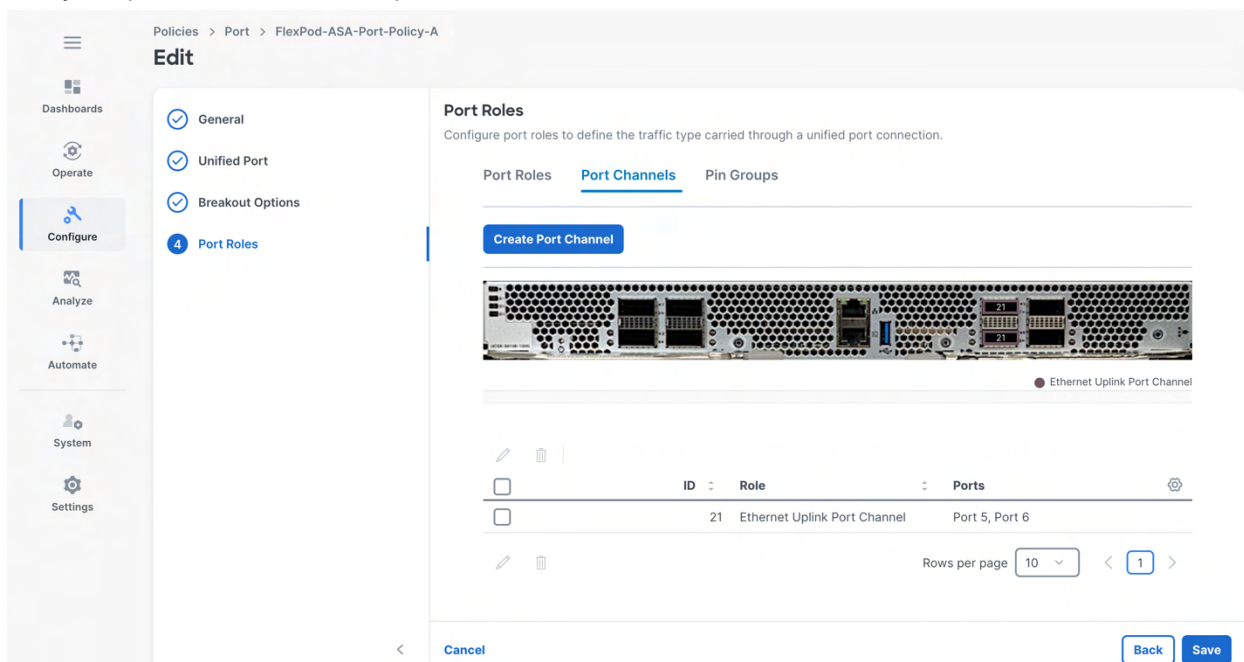 Policies > Port > FlexPod-ASA-Port-Policy-A
Edit
Dashboards
Operate
Configure
Analyze
Automate
System
Settings
General
Unified Port
Breakout Options
4 Port Roles
Port Roles
Configure port roles to define the traffic type carried through a unified port connection.
Port Roles Port Channels Pin Groups
Create Port Channel
21
21
Ethernet Uplink Port Channel
ID Role Ports
21 Ethernet Uplink Port Channel Port 5, Port 6
Rows per page 10 < 1 >
< Cancel Back Save